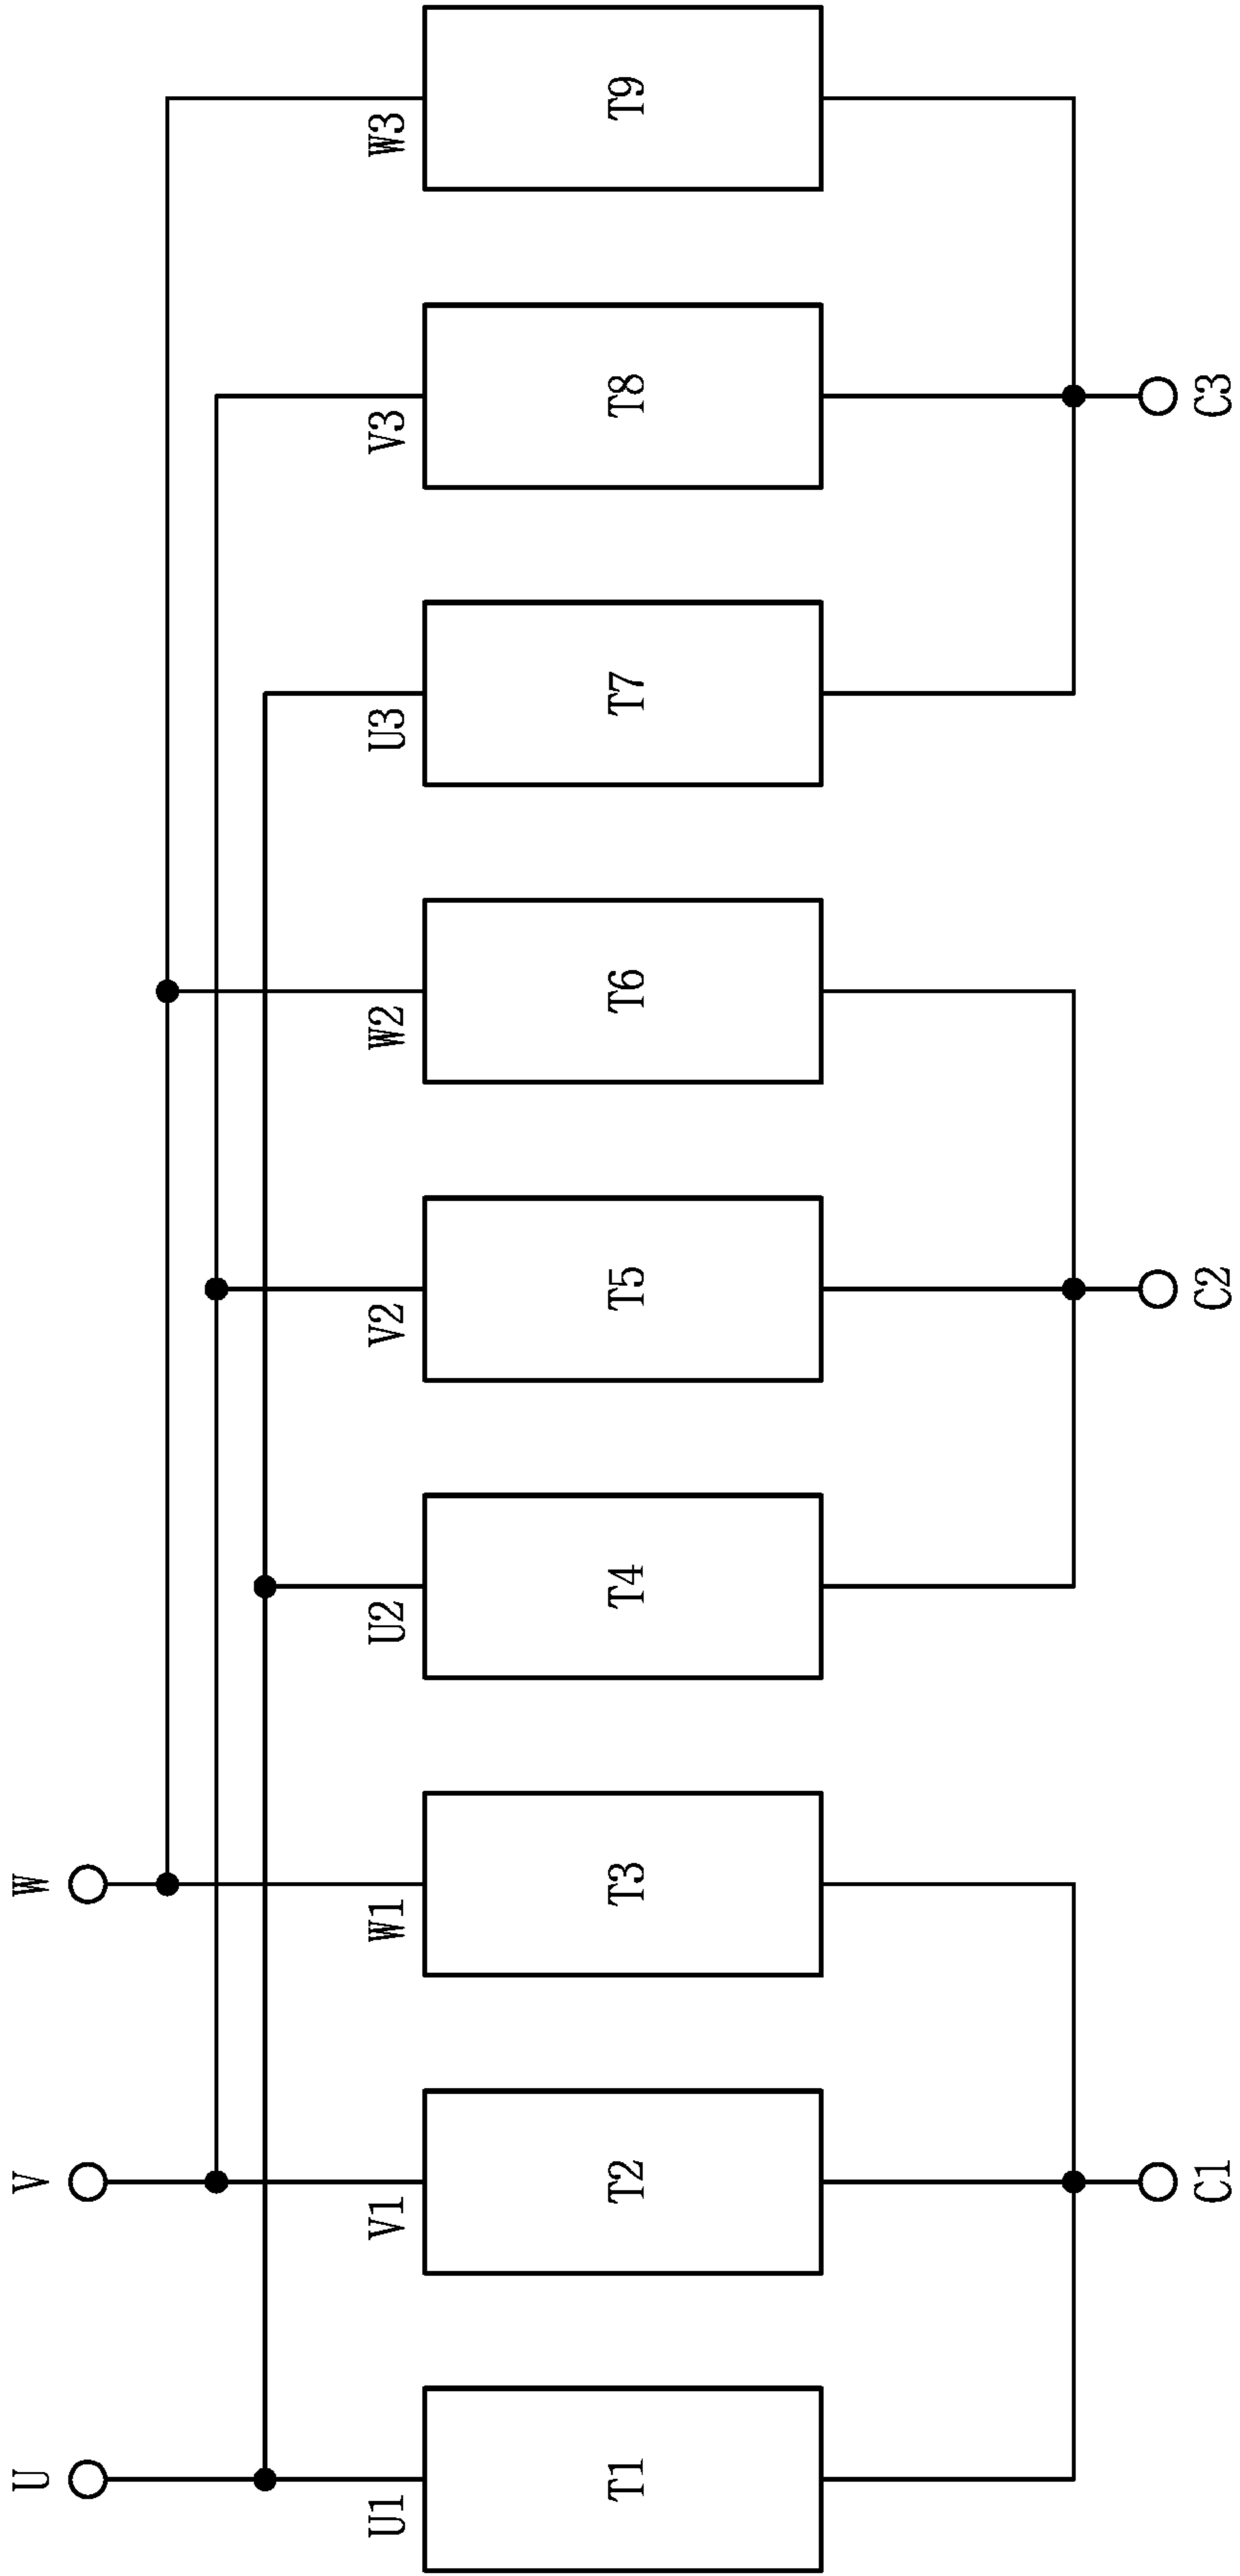 U V W
U1 V1 W1 U2 V2 W2 U3 V3 W3
T1 T2 T3 T4 T5 T6 T7 T8 T9
C1 C2 C3